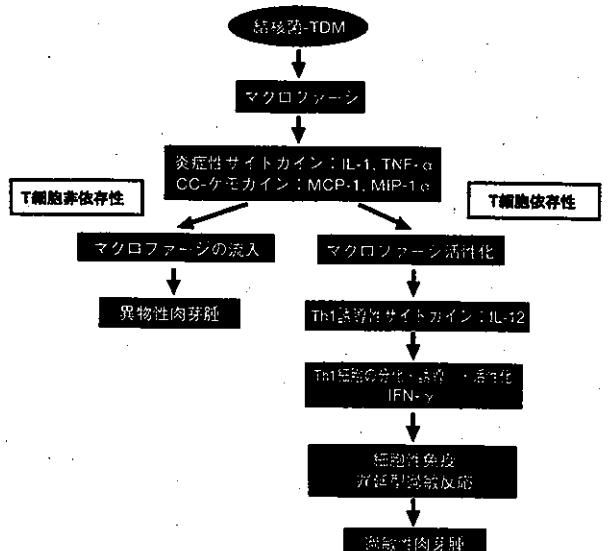 結核菌-TDM
マクロファージ
炎症性サイトカイン：IL-1, TNF-α
CC-ケモカイン：MCP-1, MIP-1α
T細胞非依存性
T細胞依存性
マクロファージの流入
マクロファージ活性化
異物性肉芽腫
Th1誘導性サイトカイン：IL-12
Th1細胞の分化・誘導・活性化
IFN-γ
細胞性免疫
遅延型過敏反応
過敏性肉芽腫